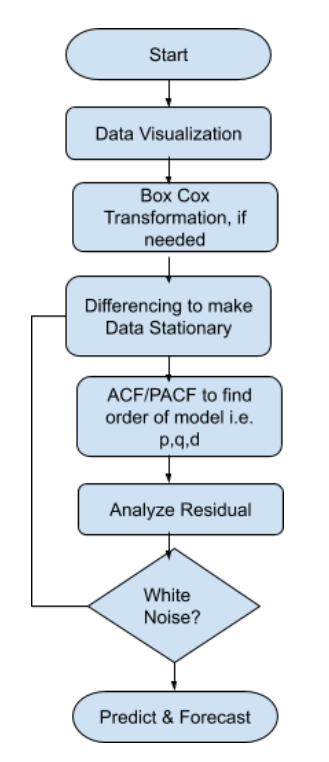 Start
Data Visualization
Box Cox
Transformation, if
needed
Differencing to make
Data Stationary
ACF/PACF to find
order of model i.e.
p,q,d
Analyze Residual
White
Noise?
Predict & Forecast